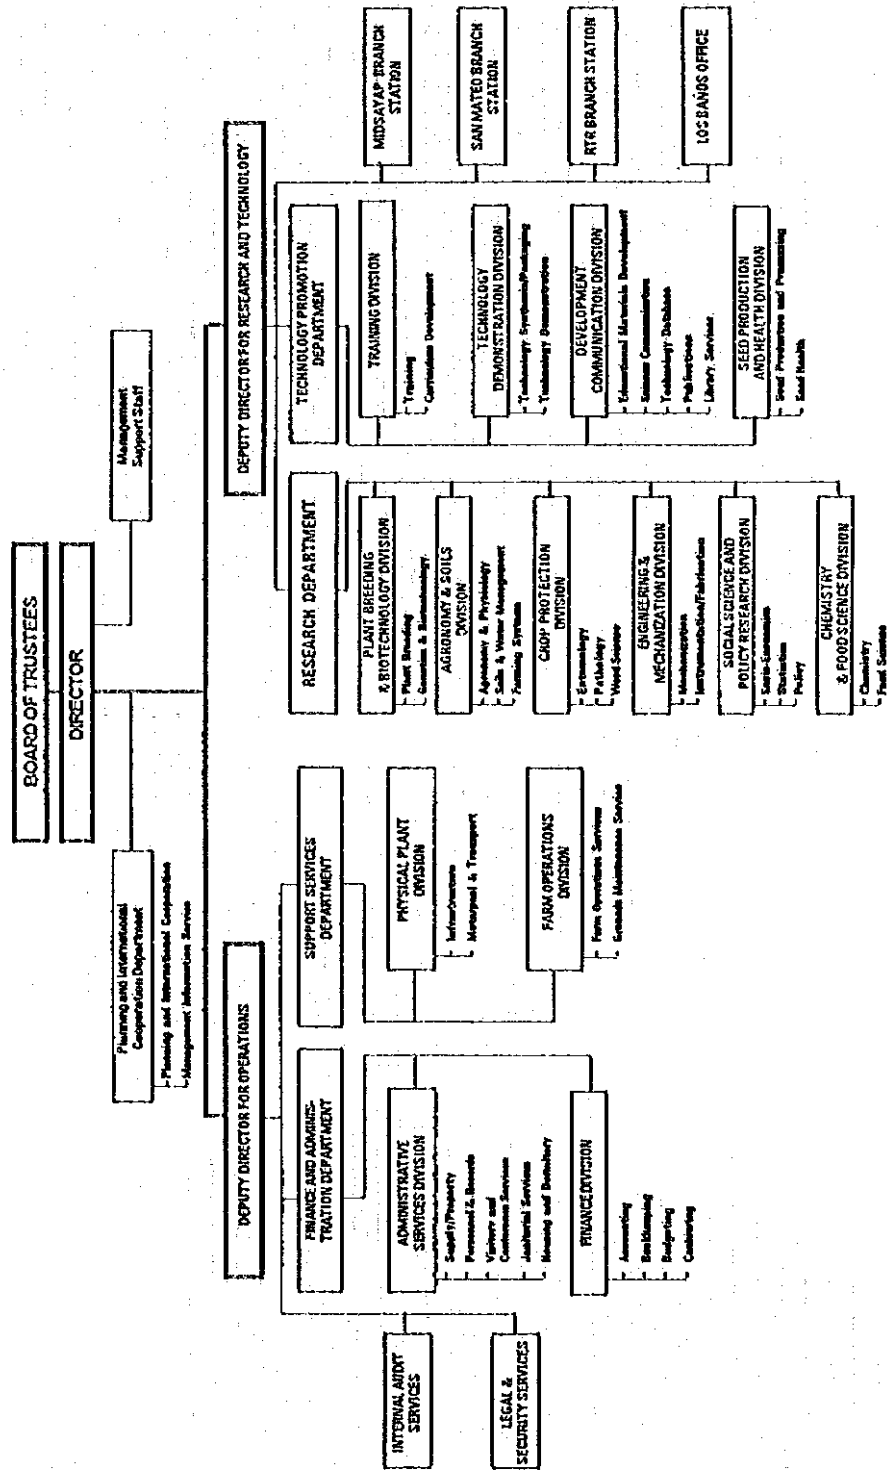 BOARD OF TRUSTEES
DIRECTOR
Planning and International
Cooperation Department
Planning and International Cooperation
Management Information Service
Management
Support Staff
DEPUTY DIRECTOR FOR OPERATIONS
DEPUTY DIRECTOR FOR RESEARCH AND TECHNOLOGY
INTERNAL AUDIT
SERVICES
LEGAL &
SECURITY SERVICES
FINANCE AND ADMINIS-
TRATION DEPARTMENT
ADMINISTRATIVE
SERVICES DIVISION
Supply/Property
Personnel & Records
Visitors and
Conference Services
Janitorial Services
Housing and Dormitory
FINANCE DIVISION
Accounting
Bookkeeping
Budgeting
Cashiering
SUPPORT SERVICES
DEPARTMENT
PHYSICAL PLANT
DIVISION
Infrastructure
Motorpool & Transport
FARM OPERATIONS
DIVISION
Farm Operations Services
Grounds Maintenance Service
RESEARCH DEPARTMENT
PLANT BREEDING
& BIOTECHNOLOGY DIVISION
Plant Breeding
Genetics & Biotechnology
AGRONOMY & SOILS
DIVISION
Agronomy & Physiology
Soils & Water Management
Farming Systems
CROP PROTECTION
DIVISION
Entomology
Pathology
Weed Science
ENGINEERING &
MECHANIZATION DIVISION
Mechanization
Instrumentation/Fabrication
SOCIAL SCIENCE AND
POLICY RESEARCH DIVISION
Socio-Economics
Statistics
Policy
CHEMISTRY
& FOOD SCIENCE DIVISION
Chemistry
Food Science
TECHNOLOGY PROMOTION
DEPARTMENT
TRAINING DIVISION
Training
Curriculum Development
TECHNOLOGY
DEMONSTRATION DIVISION
Technology Synthesis/Packaging
Technology Demonstration
DEVELOPMENT
COMMUNICATION DIVISION
Educational Materials Development
Science Communication
Technology Database
Publications
Library Services
SEED PRODUCTION
AND HEALTH DIVISION
Seed Production and Processing
Seed Health
MIDSAYAP BRANCH
STATION
SAN MATEO BRANCH
STATION
RTR BRANCH STATION
LOS BAÑOS OFFICE